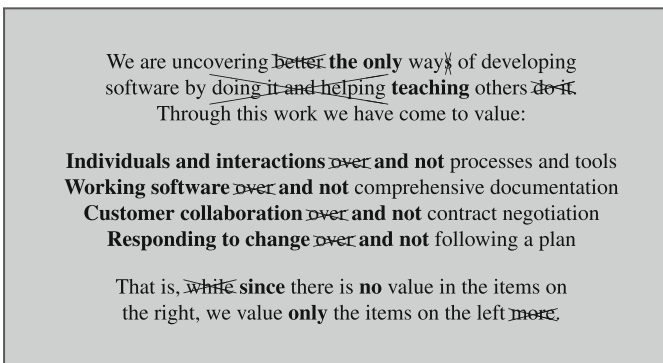 We are uncovering better the only ways of developing
software by doing it and helping teaching others do it.
Through this work we have come to value:
Individuals and interactions over and not processes and tools
Working software over and not comprehensive documentation
Customer collaboration over and not contract negotiation
Responding to change over and not following a plan
That is, while since there is no value in the items on
the right, we value only the items on the left more.